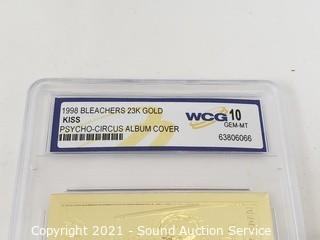 1998 BLEACHERS 23K GOLD
KISS
PSYCHO-CIRCUS ALBUM COVER
WCG 10
GEM-MT
63806066
Copyright 2021 - Sound Auction Service